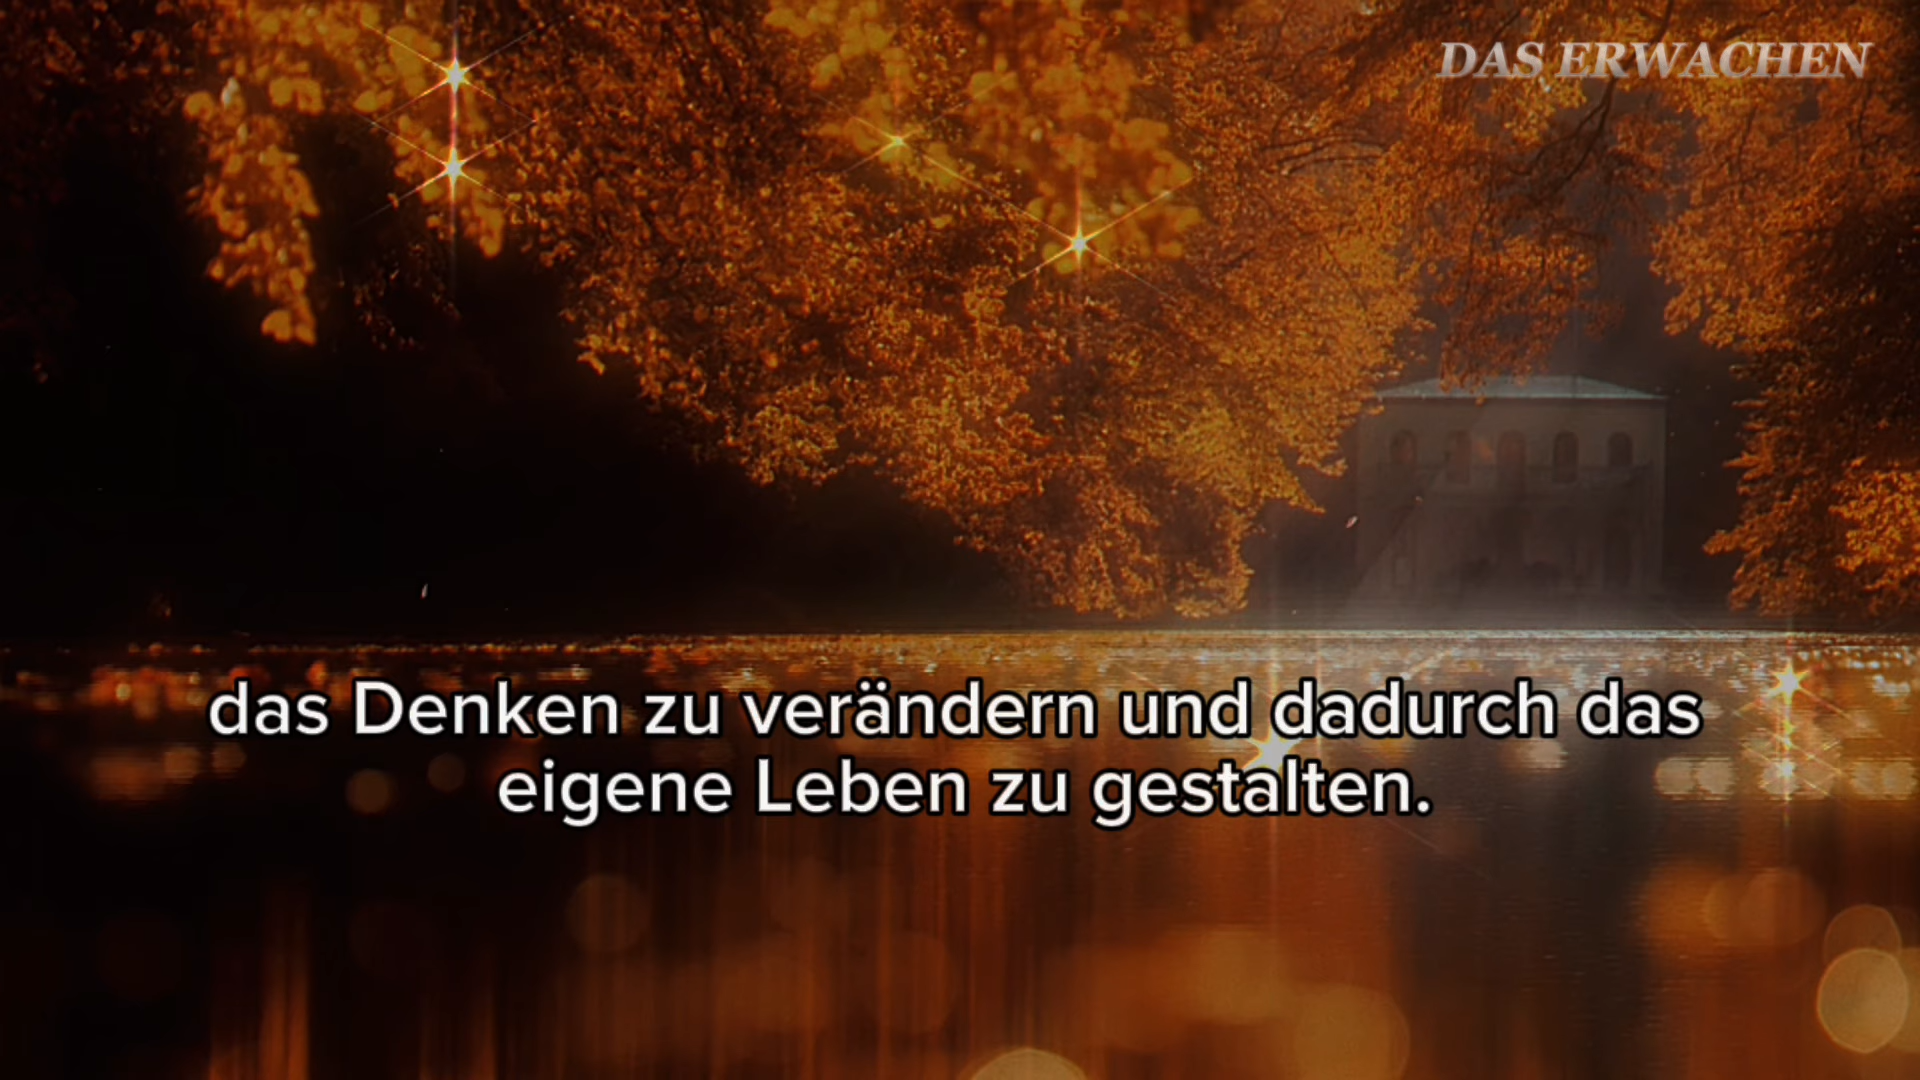 DAS ERWACHEN
das Denken zu verändern und dadurch das
eigene Leben zu gestalten.